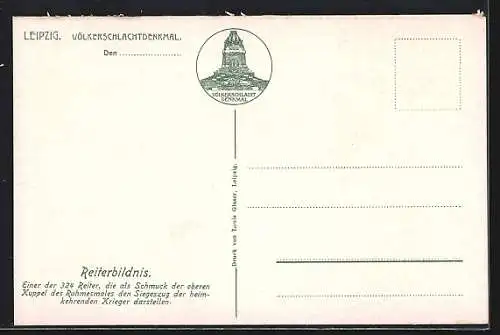 LEIPZIG. VÖLKERSCHLACHTDENKMAL.
Den
VÖLKERSCHLACHT
DENKMAL
Druck von Louis Glaser, Leipzig.
Reiterbildnis.
Einer der 324 Reiter, die als Schmuck der oberen
Kuppel des Ruhmesmales den Siegeszug der heim-
kehrenden Krieger darstellen.